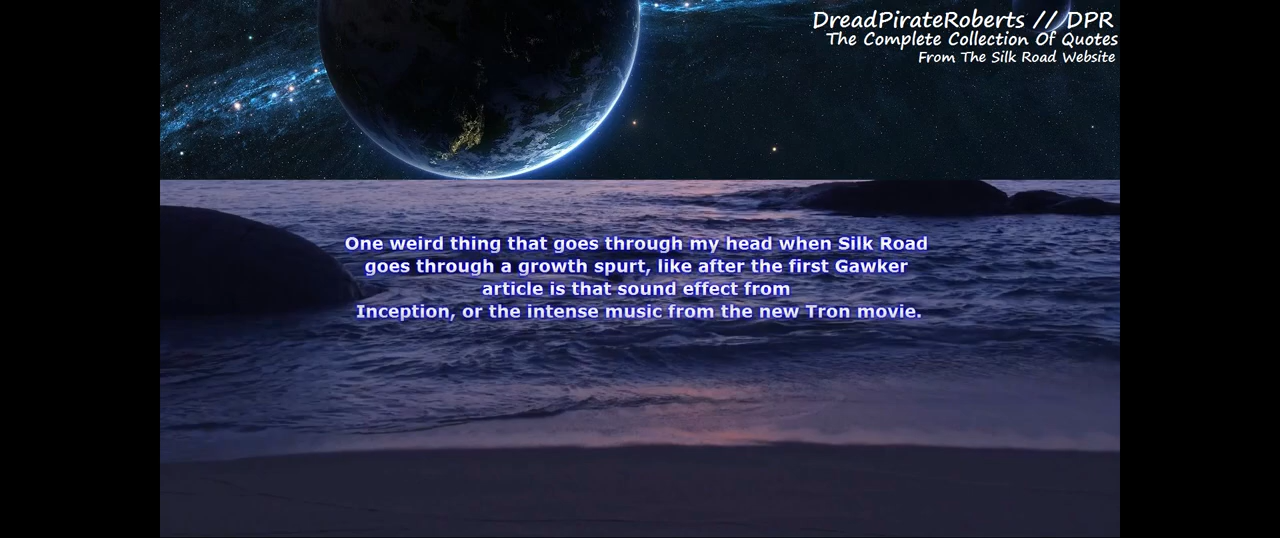 DreadPirateRoberts // DPR
The Complete Collection Of Quotes
From The Silk Road Website
One weird thing that goes through my head when Silk Road
goes through a growth spurt, like after the first Gawker
article is that sound effect from
Inception, or the intense music from the new Tron movie.